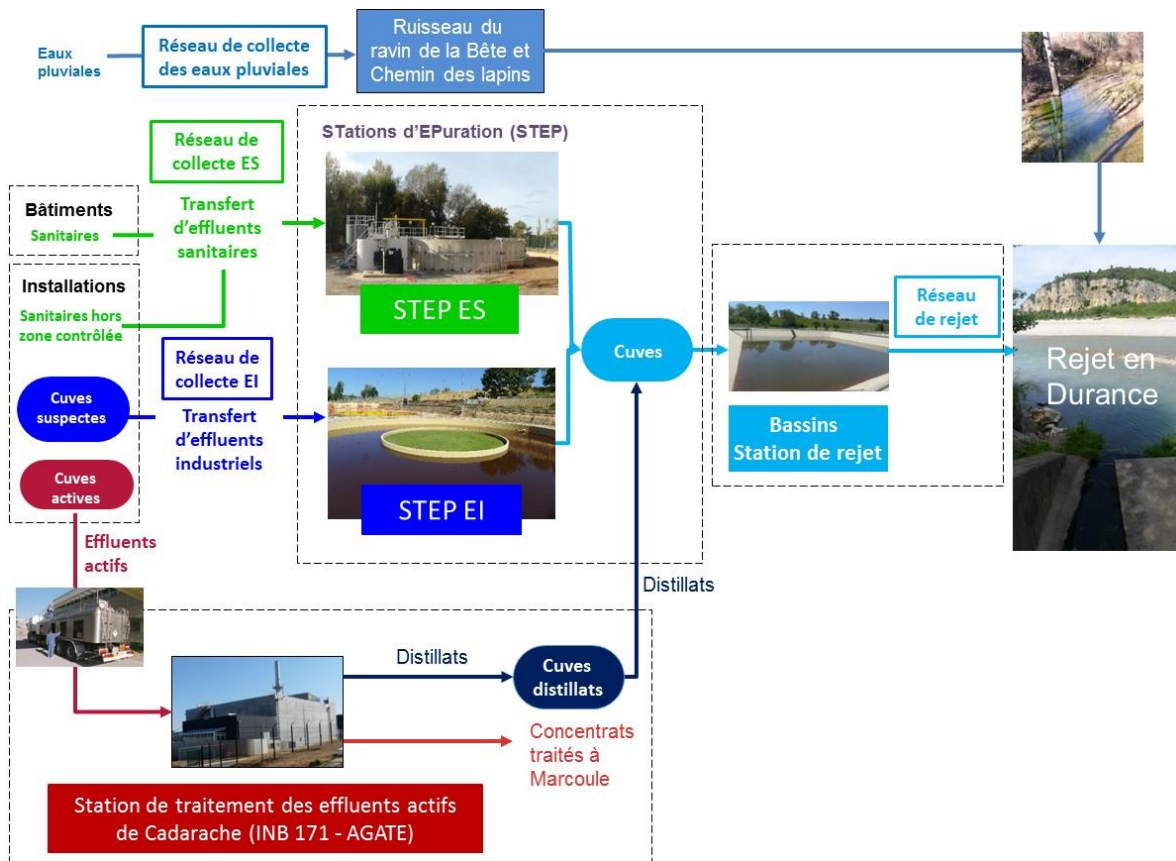 Eaux
pluviales
Réseau de collecte
des eaux pluviales
Ruisseau du
ravin de la Bête et
Chemin des lapins
STations d'EPuration (STEP)
Réseau de
collecte ES
Bâtiments
Sanitaires
Transfert
d'effluents
sanitaires
STEP ES
Installations
Sanitaires hors
zone contrôlée
Réseau de
collecte EI
Cuves
suspectes
Transfert
d'effluents
industriels
STEP EI
Cuves
actives
Cuves
Réseau
de rejet
Bassins
Station de rejet
Rejet en
Durance
Effluents
actifs
Distillats
Distillats
Cuves
distillats
Concentrats
traités à
Marcoule
Station de traitement des effluents actifs
de Cadarache (INB 171 - AGATE)